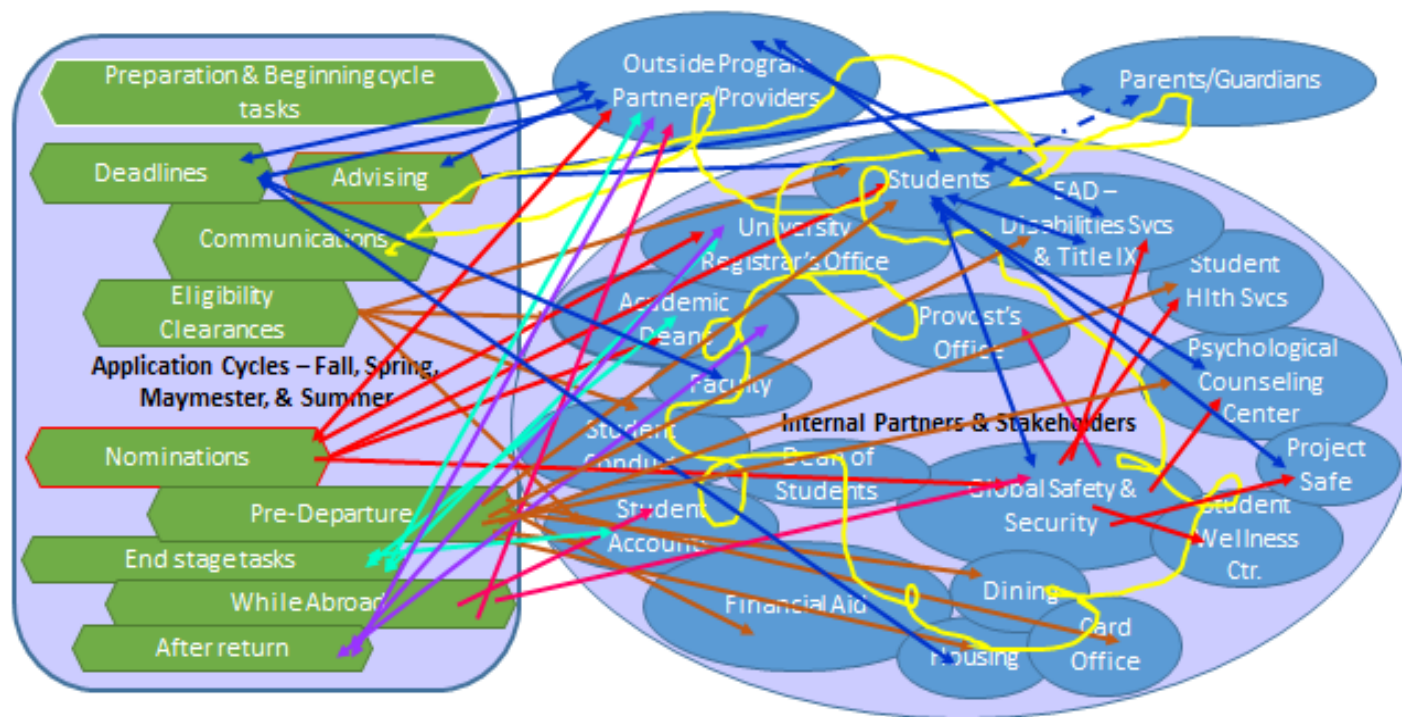 Preparation & Beginning cycle
tasks
Deadlines
Advising
Communications
Eligibility
Clearances
Application Cycles – Fall, Spring,
Maymester, & Summer
Nominations
Pre-Departure
End stage tasks
While Abroad
After return
Outside Program
Partners/Providers
Parents/Guardians
Students
EAD –
Disabilities Svcs
& Title IX
University
Registrar's Office
Student
Hlth Svcs
Academic
Deans
Provost's
Office
Psychological
Counseling
Center
Faculty
Internal Partners & Stakeholders
Student
Conduct
Dean of
Students
Project
Safe
Global Safety &
Security
Student
Accounts
Student
Wellness
Ctr.
Financial Aid
Dining
Housing
Card
Office